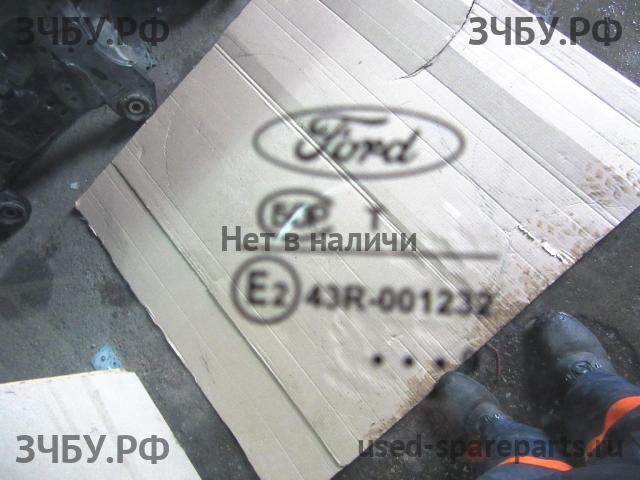 ЗЧБУ.РФ ЗЧБУ.РФ
Ford
T
Нет в наличи
E2 43R-001232
ЗЧБУ.РФ used-spareparts.ru